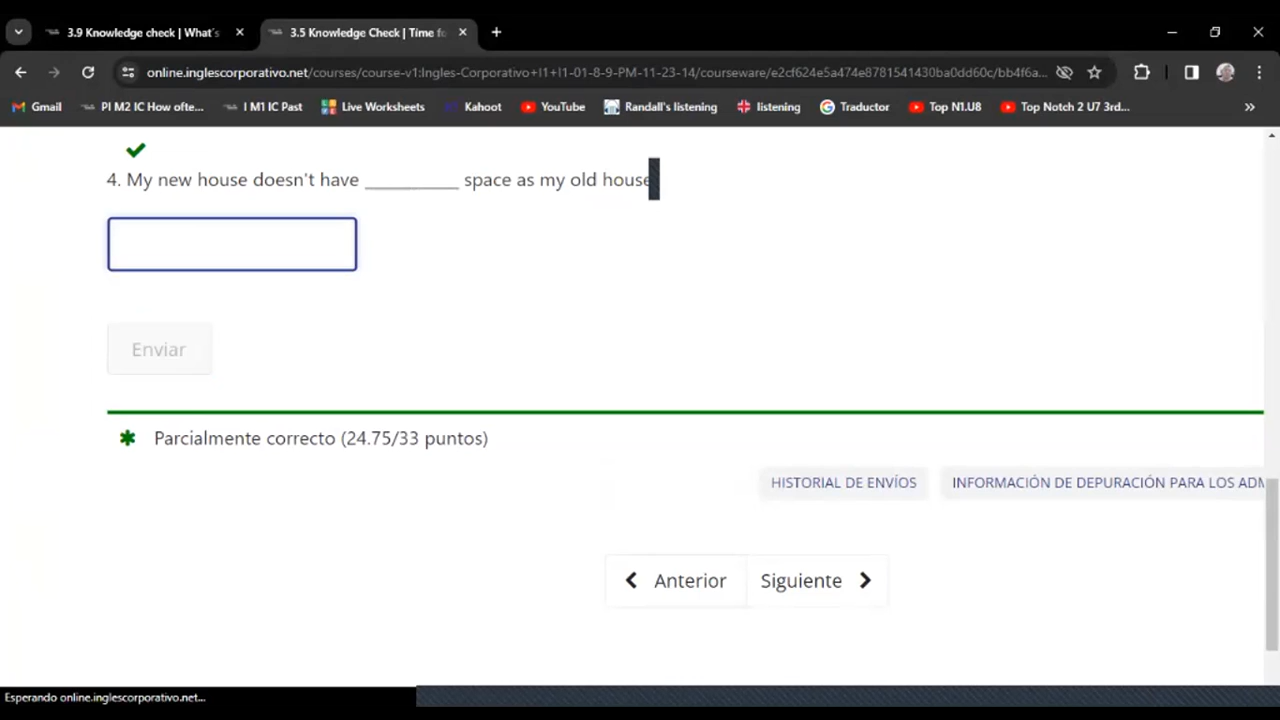 3.9 Knowledge check | What's
3.5 Knowledge Check | Time fo
online.inglescorporativo.net/courses/course-v1:Ingles-Corporativo+I1+I1-01-8-9-PM-11-23-14/courseware/e2cf624e5a474e8781541430ba0dd60c/bb4f6a...
Gmail
PI M2 IC How ofte...
I M1 IC Past
Live Worksheets
Kahoot
YouTube
Randall's listening
listening
Traductor
Top N1.U8
Top Notch 2 U7 3rd...
4. My new house doesn't have __________ space as my old house
Enviar
Parcialmente correcto (24.75/33 puntos)
HISTORIAL DE ENVÍOS
INFORMACIÓN DE DEPURACIÓN PARA LOS ADM
Anterior
Siguiente
Esperando online.inglescorporativo.net...